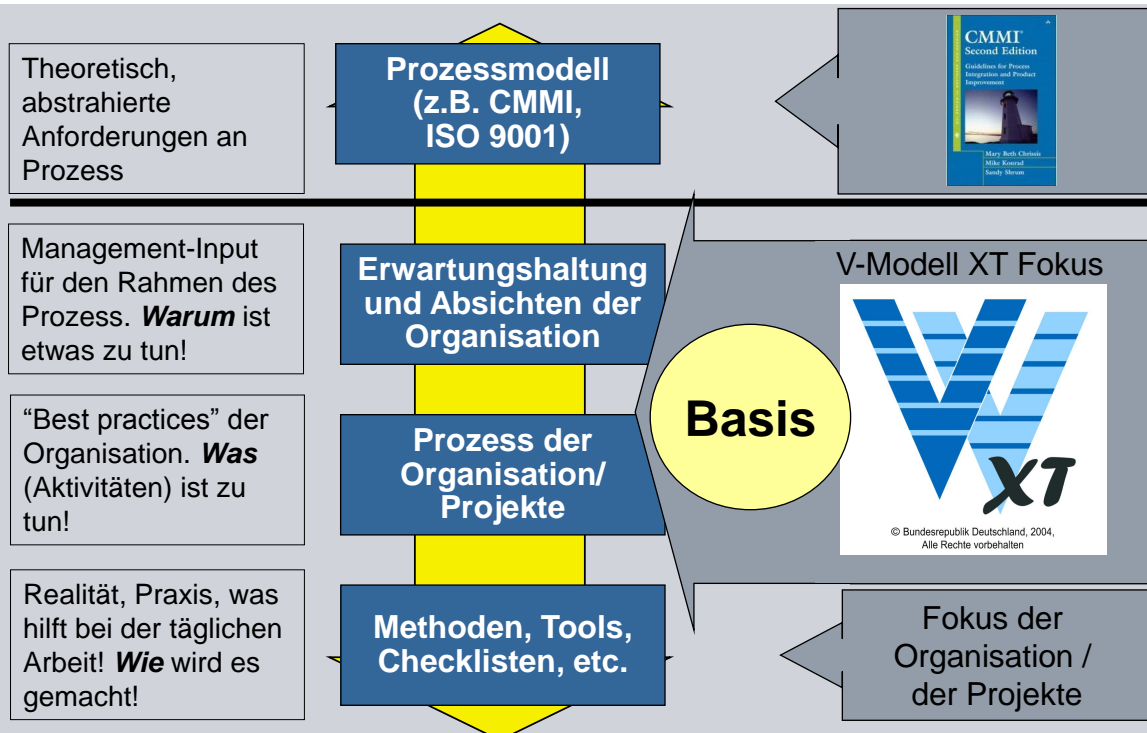 Theoretisch,
abstrahierte
Anforderungen an
Prozess
Prozessmodell
(z.B. CMMI,
ISO 9001)
CMMI
Second Edition
Guidelines for Process
Integration and Product
Improvement
Mary Beth Chrissis
Mike Konrad
Sandy Shrum
Management-Input
für den Rahmen des
Prozess. Warum ist
etwas zu tun!
Erwartungshaltung
und Absichten der
Organisation
V-Modell XT Fokus
Basis
XT
© Bundesrepublik Deutschland, 2004,
Alle Rechte vorbehalten
“Best practices” der
Organisation. Was
(Aktivitäten) ist zu
tun!
Prozess der
Organisation/
Projekte
Realität, Praxis, was
hilft bei der täglichen
Arbeit! Wie wird es
gemacht!
Methoden, Tools,
Checklisten, etc.
Fokus der
Organisation /
der Projekte